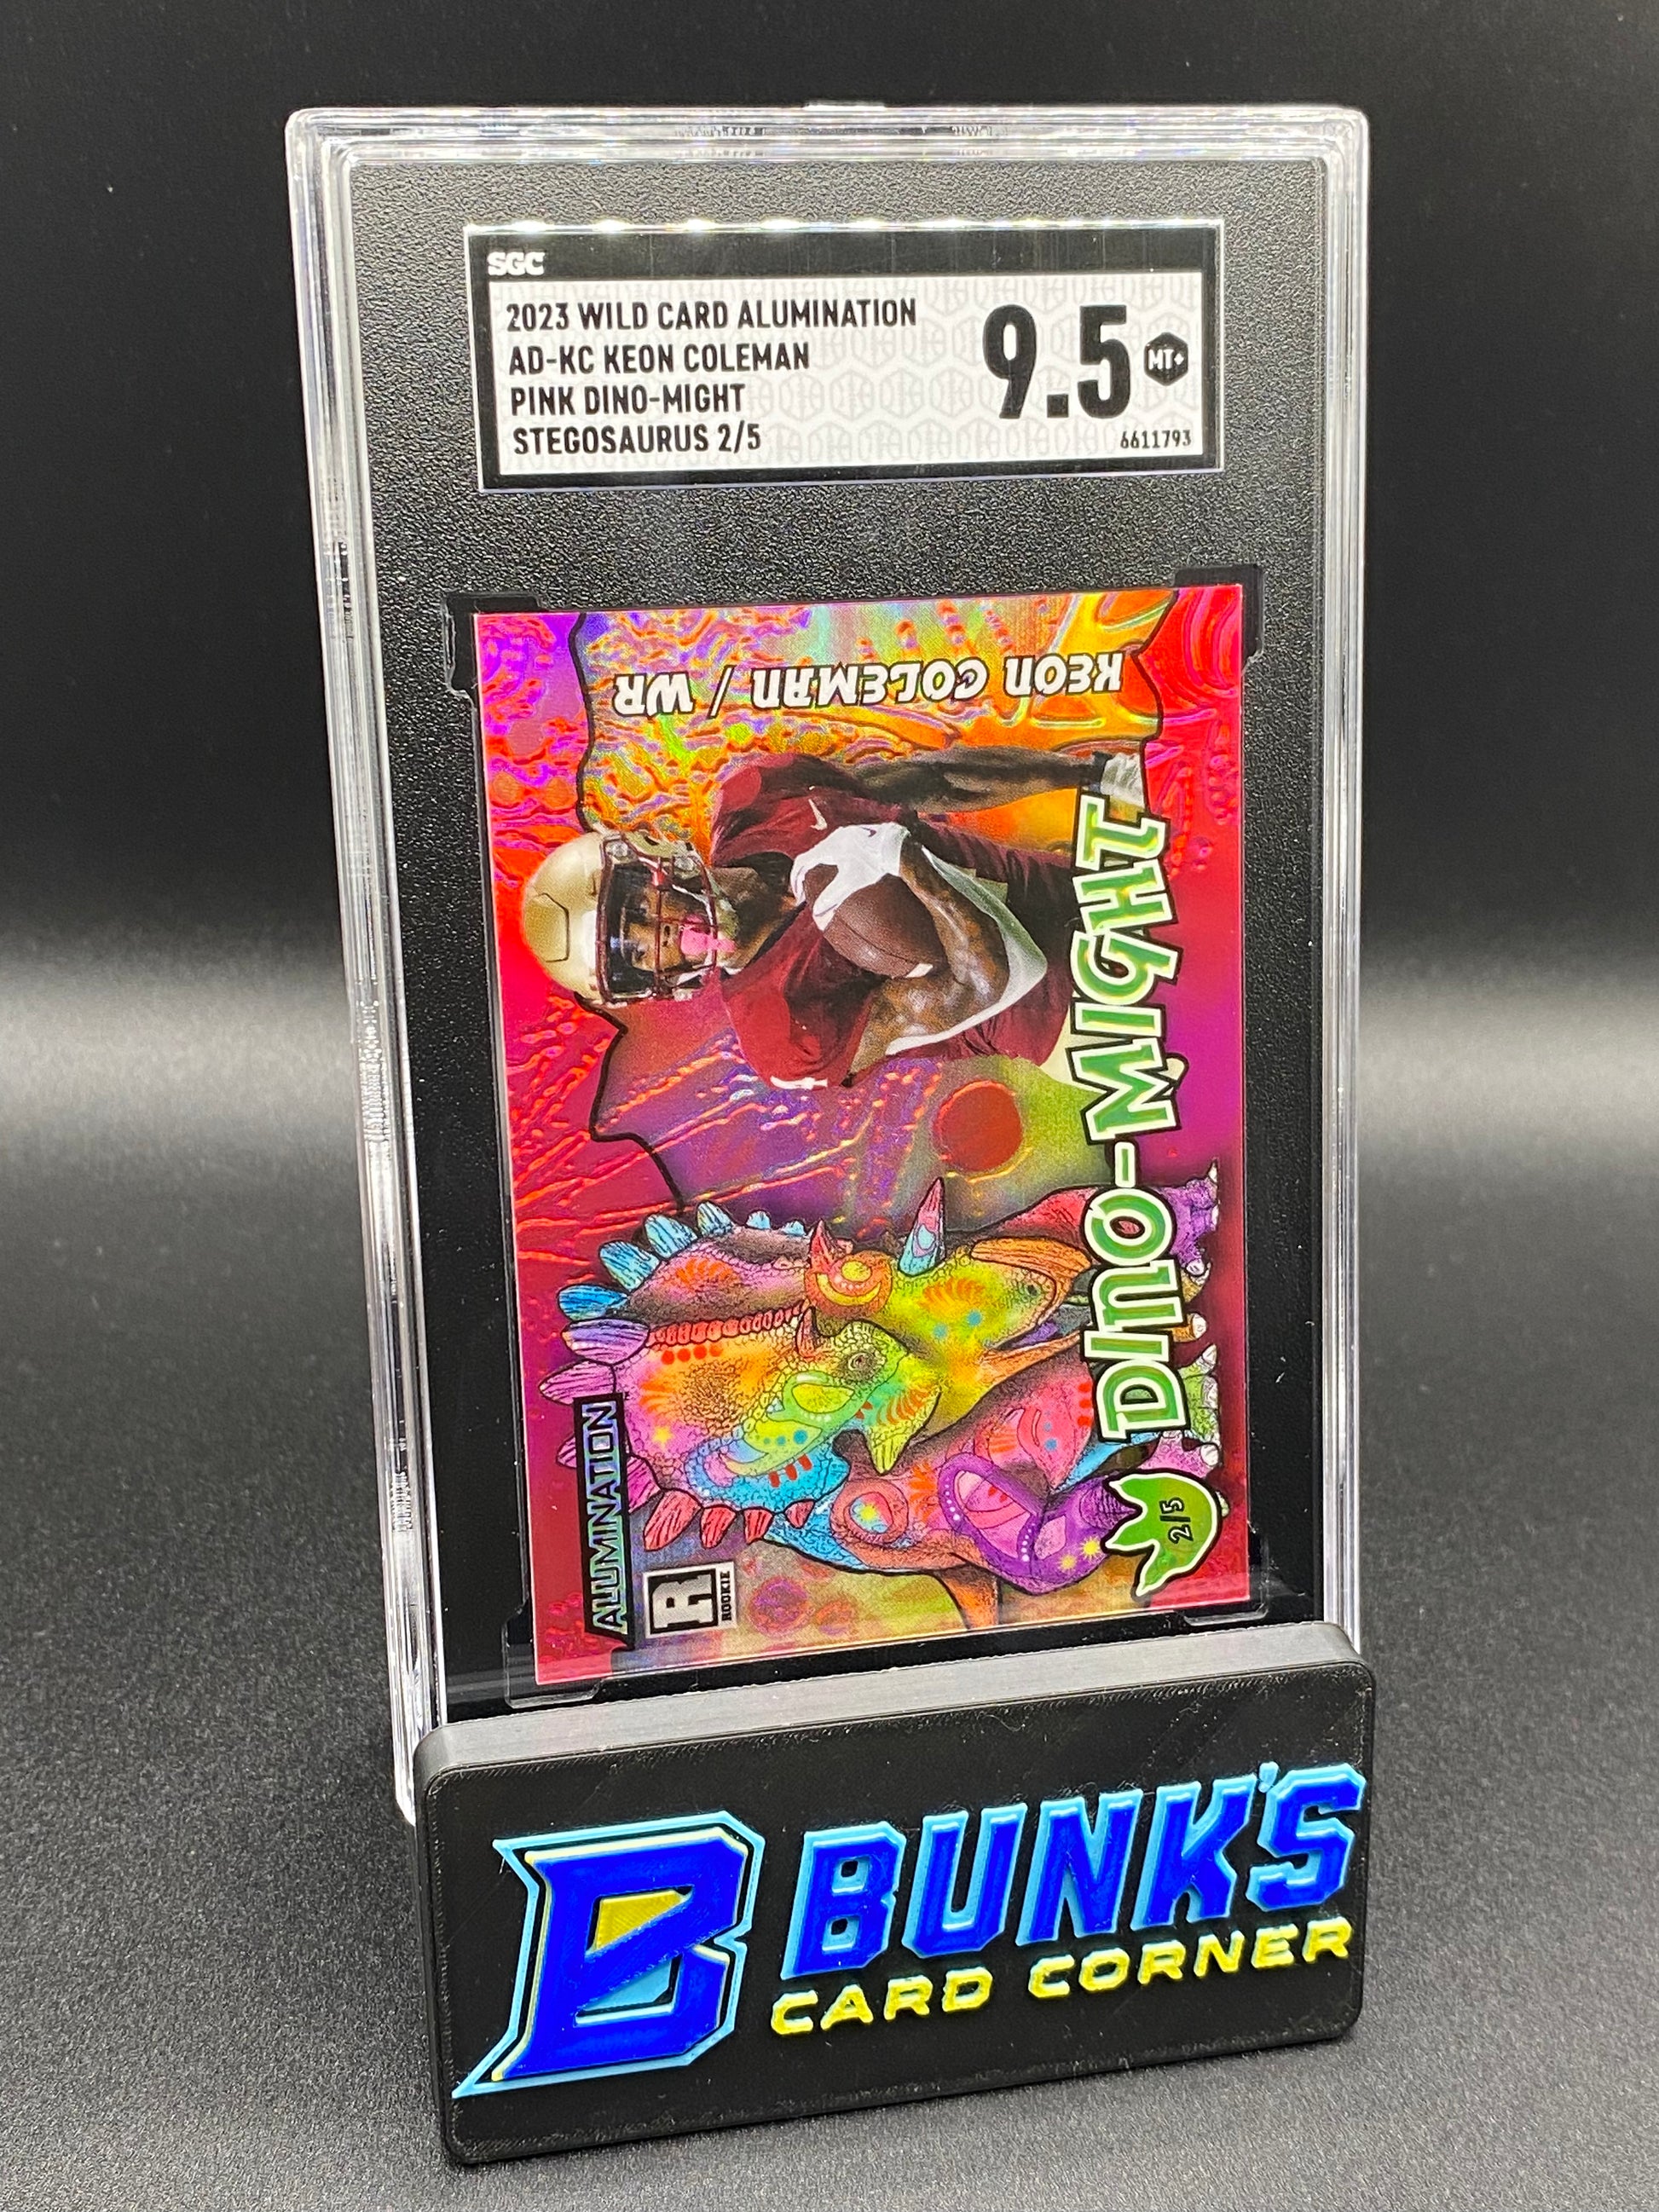 SGC
2023 WILD CARD ALUMINATION
AD-KC KEON COLEMAN
PINK DINO-MIGHT
STEGOSAURUS 2/5
9.5
MT+
6611793
KEON COLEMAN / WR
DINO-MIGHT
ALUMINATION
R
ROOKIE
2/5
B BUNK'S
CARD CORNER